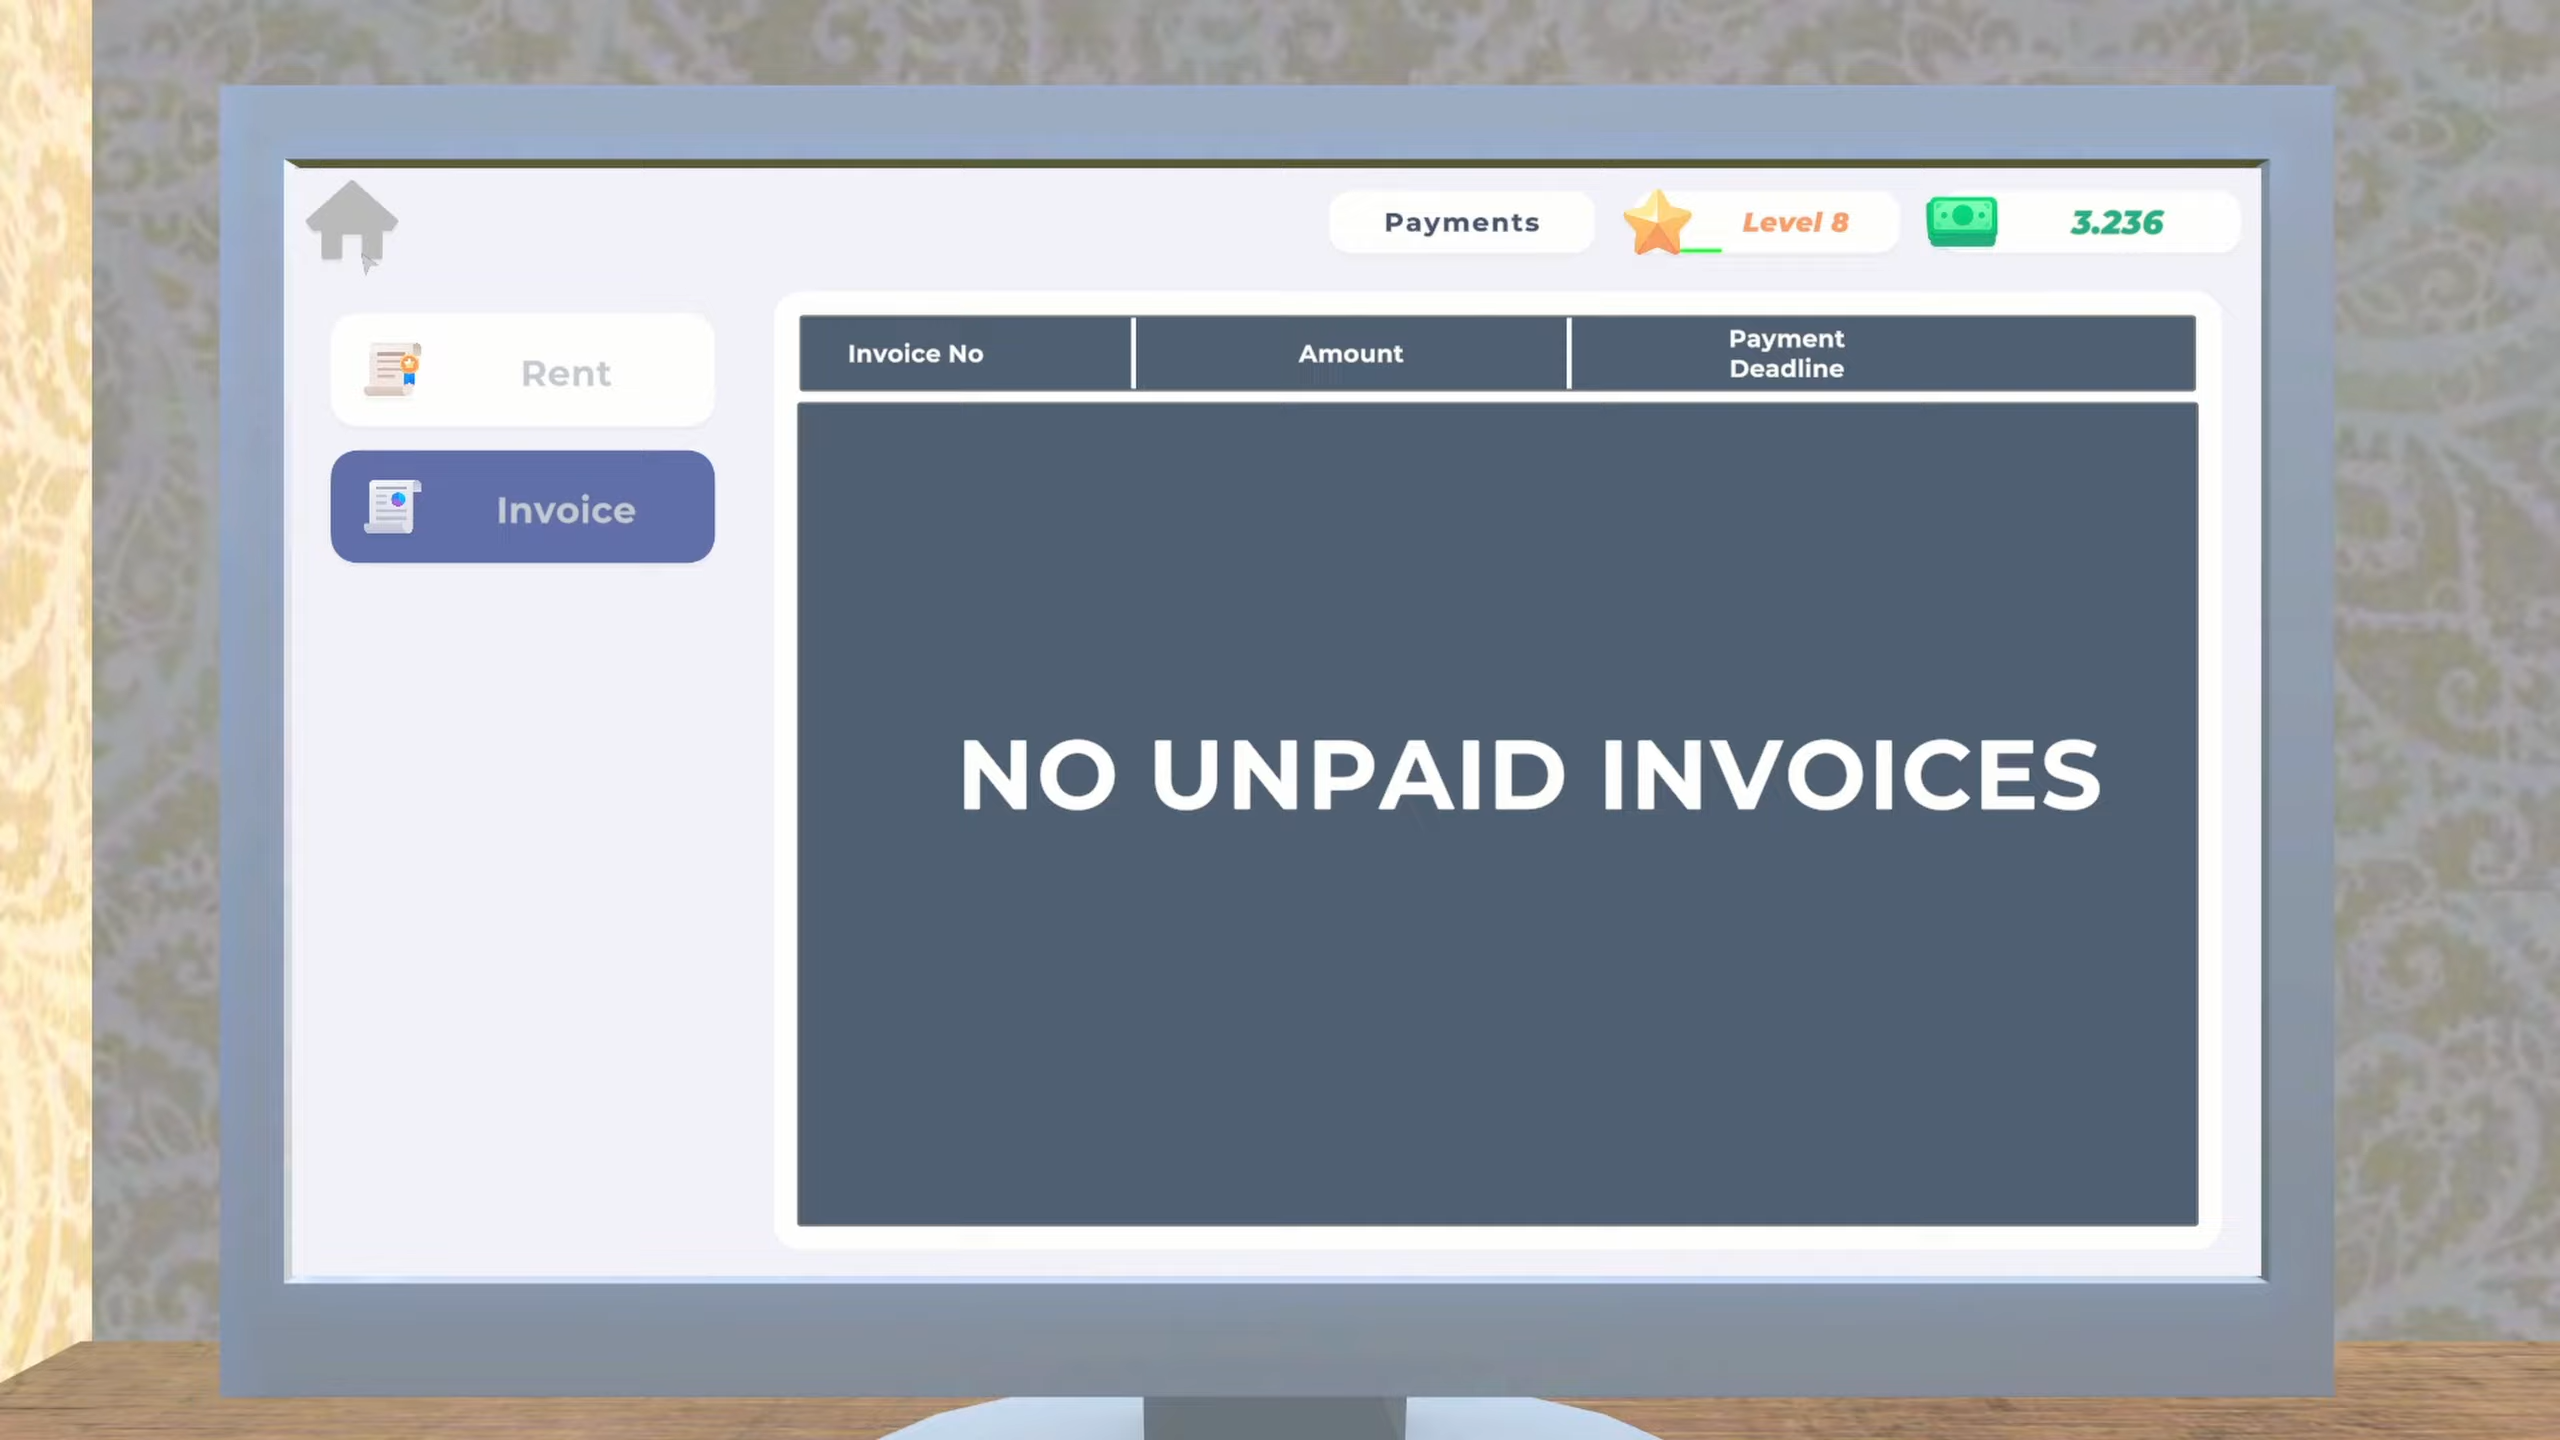 Payments
Level 8
3.236
Rent
Invoice
Invoice No
Amount
Payment
Deadline
NO UNPAID INVOICES